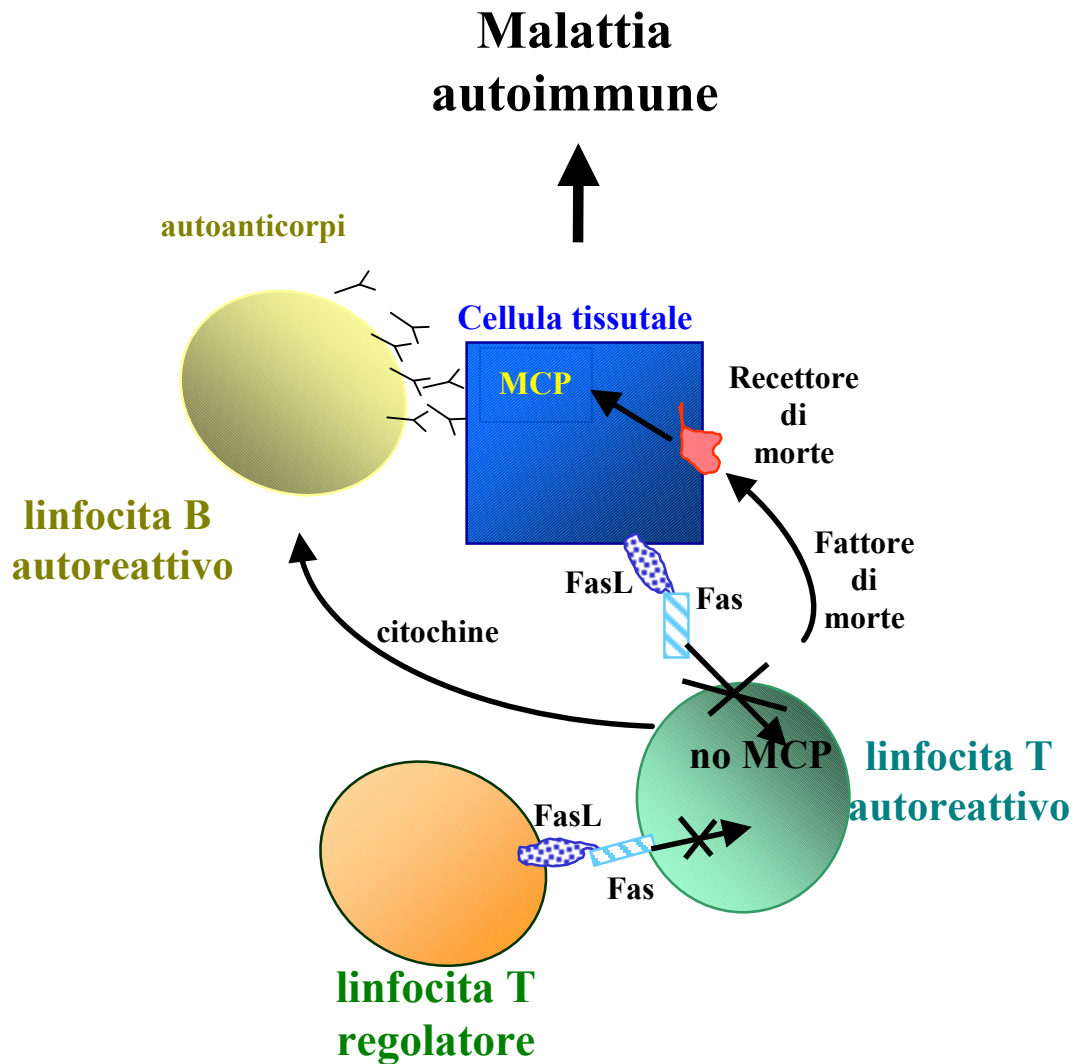 Malattia
autoimmune
autoanticorpi
Cellula tissutale
MCP
Recettore
di
morte
linfocita B
autoreattivo
FasL
Fas
Fattore
di
morte
citochine
no MCP
linfocita T
autoreattivo
FasL
Fas
linfocita T
regolatore